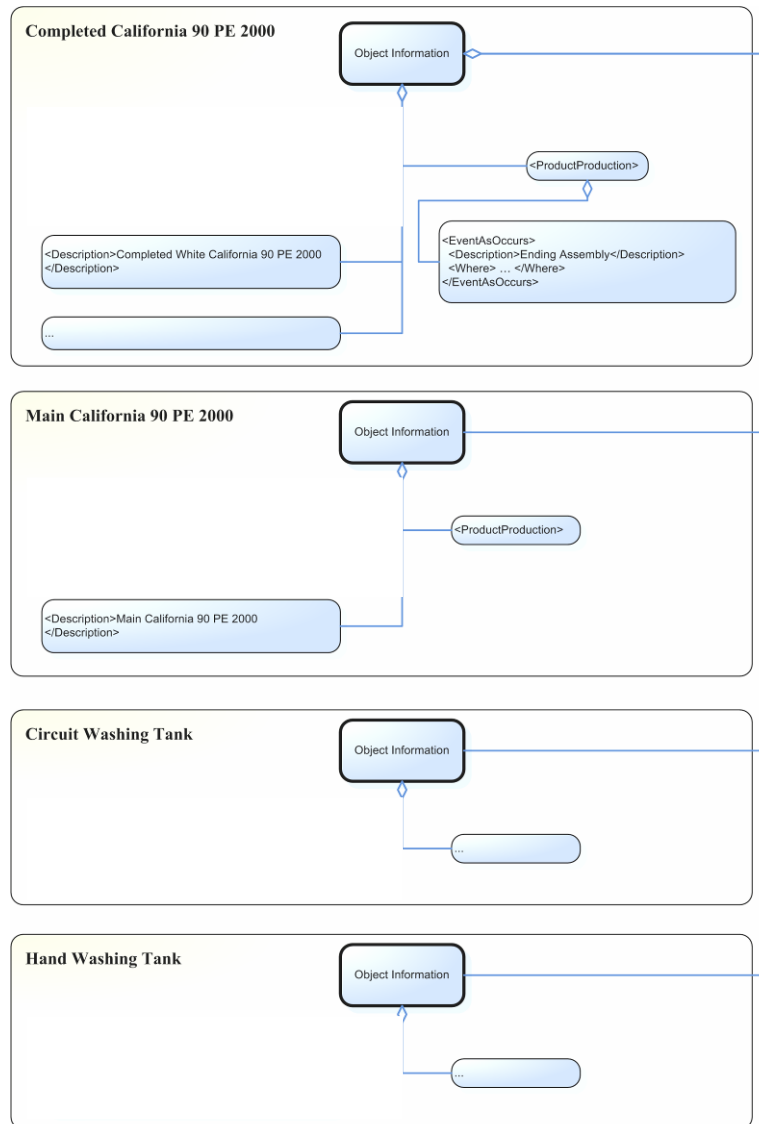 Completed California 90 PE 2000
Object Information
<ProductProduction>
<Description>Completed White California 90 PE 2000
</Description>
<EventAsOccurs>
<Description>Ending Assembly</Description>
<Where> ... </Where>
</EventAsOccurs>
...
Main California 90 PE 2000
Object Information
<ProductProduction>
<Description>Main California 90 PE 2000
</Description>
Circuit Washing Tank
Object Information
...
Hand Washing Tank
Object Information
...